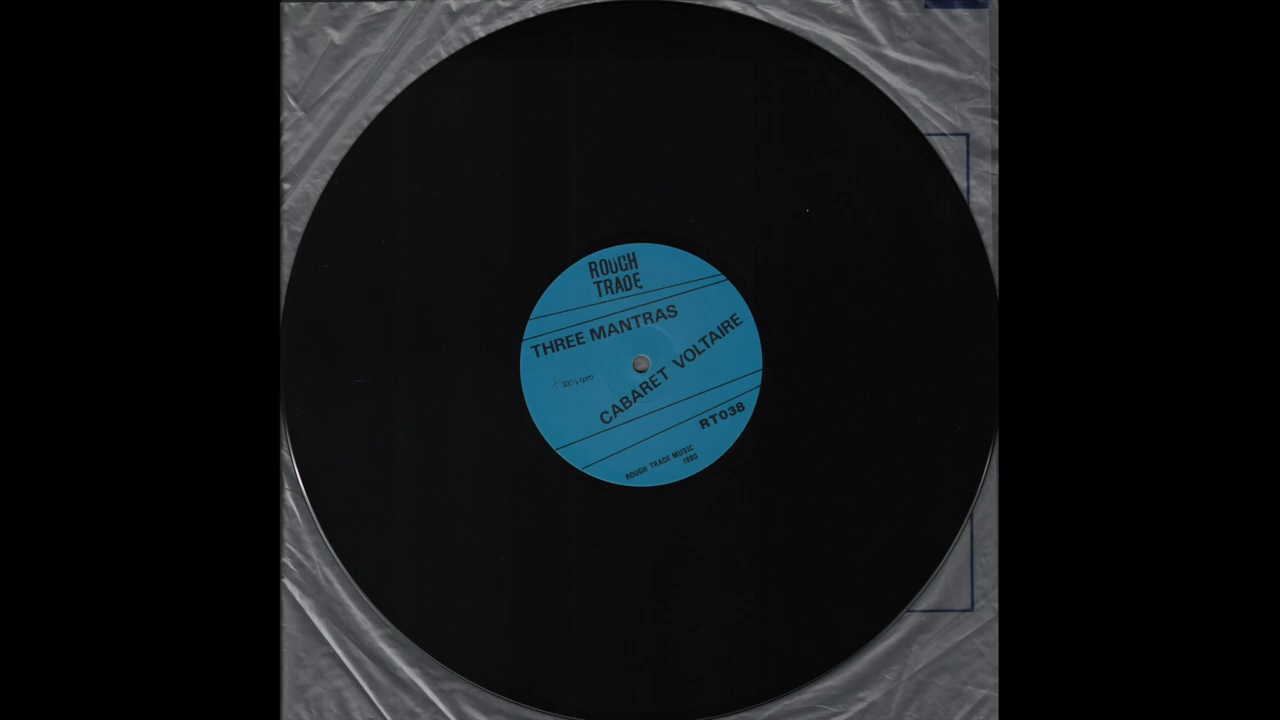 ROUGH
TRADE
THREE MANTRAS
CABARET VOLTAIRE
33⅓ rpm
RT038
ROUGH TRADE MUSIC
1980